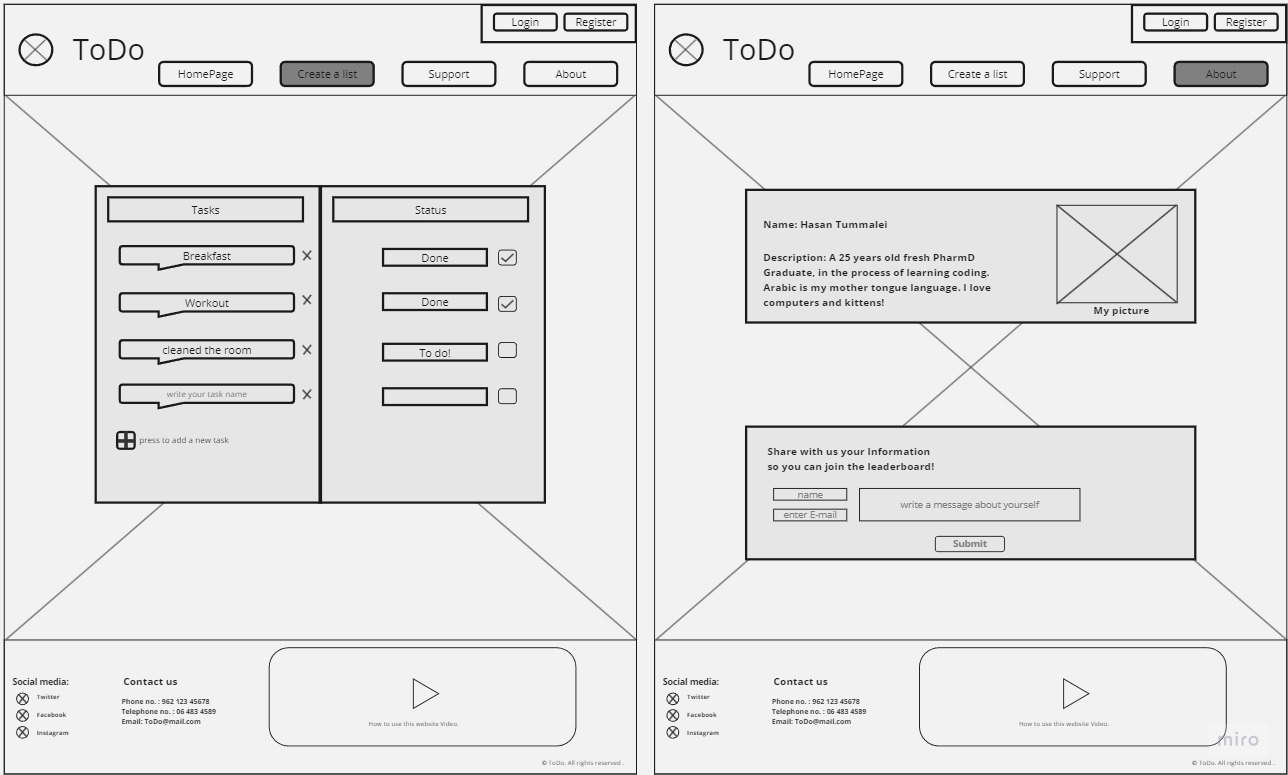 Login
Register
ToDo
HomePage
Create a list
Support
About
Tasks
Status
Breakfast
Done
Workout
Done
cleaned the room
To do!
write your task name
press to add a new task
Social media:
Twitter
Facebook
Instagram
Contact us
Phone no. : 962 123 45678
Telephone no. : 06 483 4589
Email: ToDo@mail.com
How to use this website Video.
© ToDo. All rights reserved .
Login
Register
ToDo
HomePage
Create a list
Support
About
Name: Hasan Tummalei
Description: A 25 years old fresh PharmD
Graduate, in the process of learning coding.
Arabic is my mother tongue language. I love
computers and kittens!
My picture
Share with us your Information
so you can join the leaderboard!
name
enter E-mail
write a message about yourself
Submit
Social media:
Twitter
Facebook
Instagram
Contact us
Phone no. : 962 123 45678
Telephone no. : 06 483 4589
Email: ToDo@mail.com
How to use this website Video.
miro
© ToDo. All rights reserved .